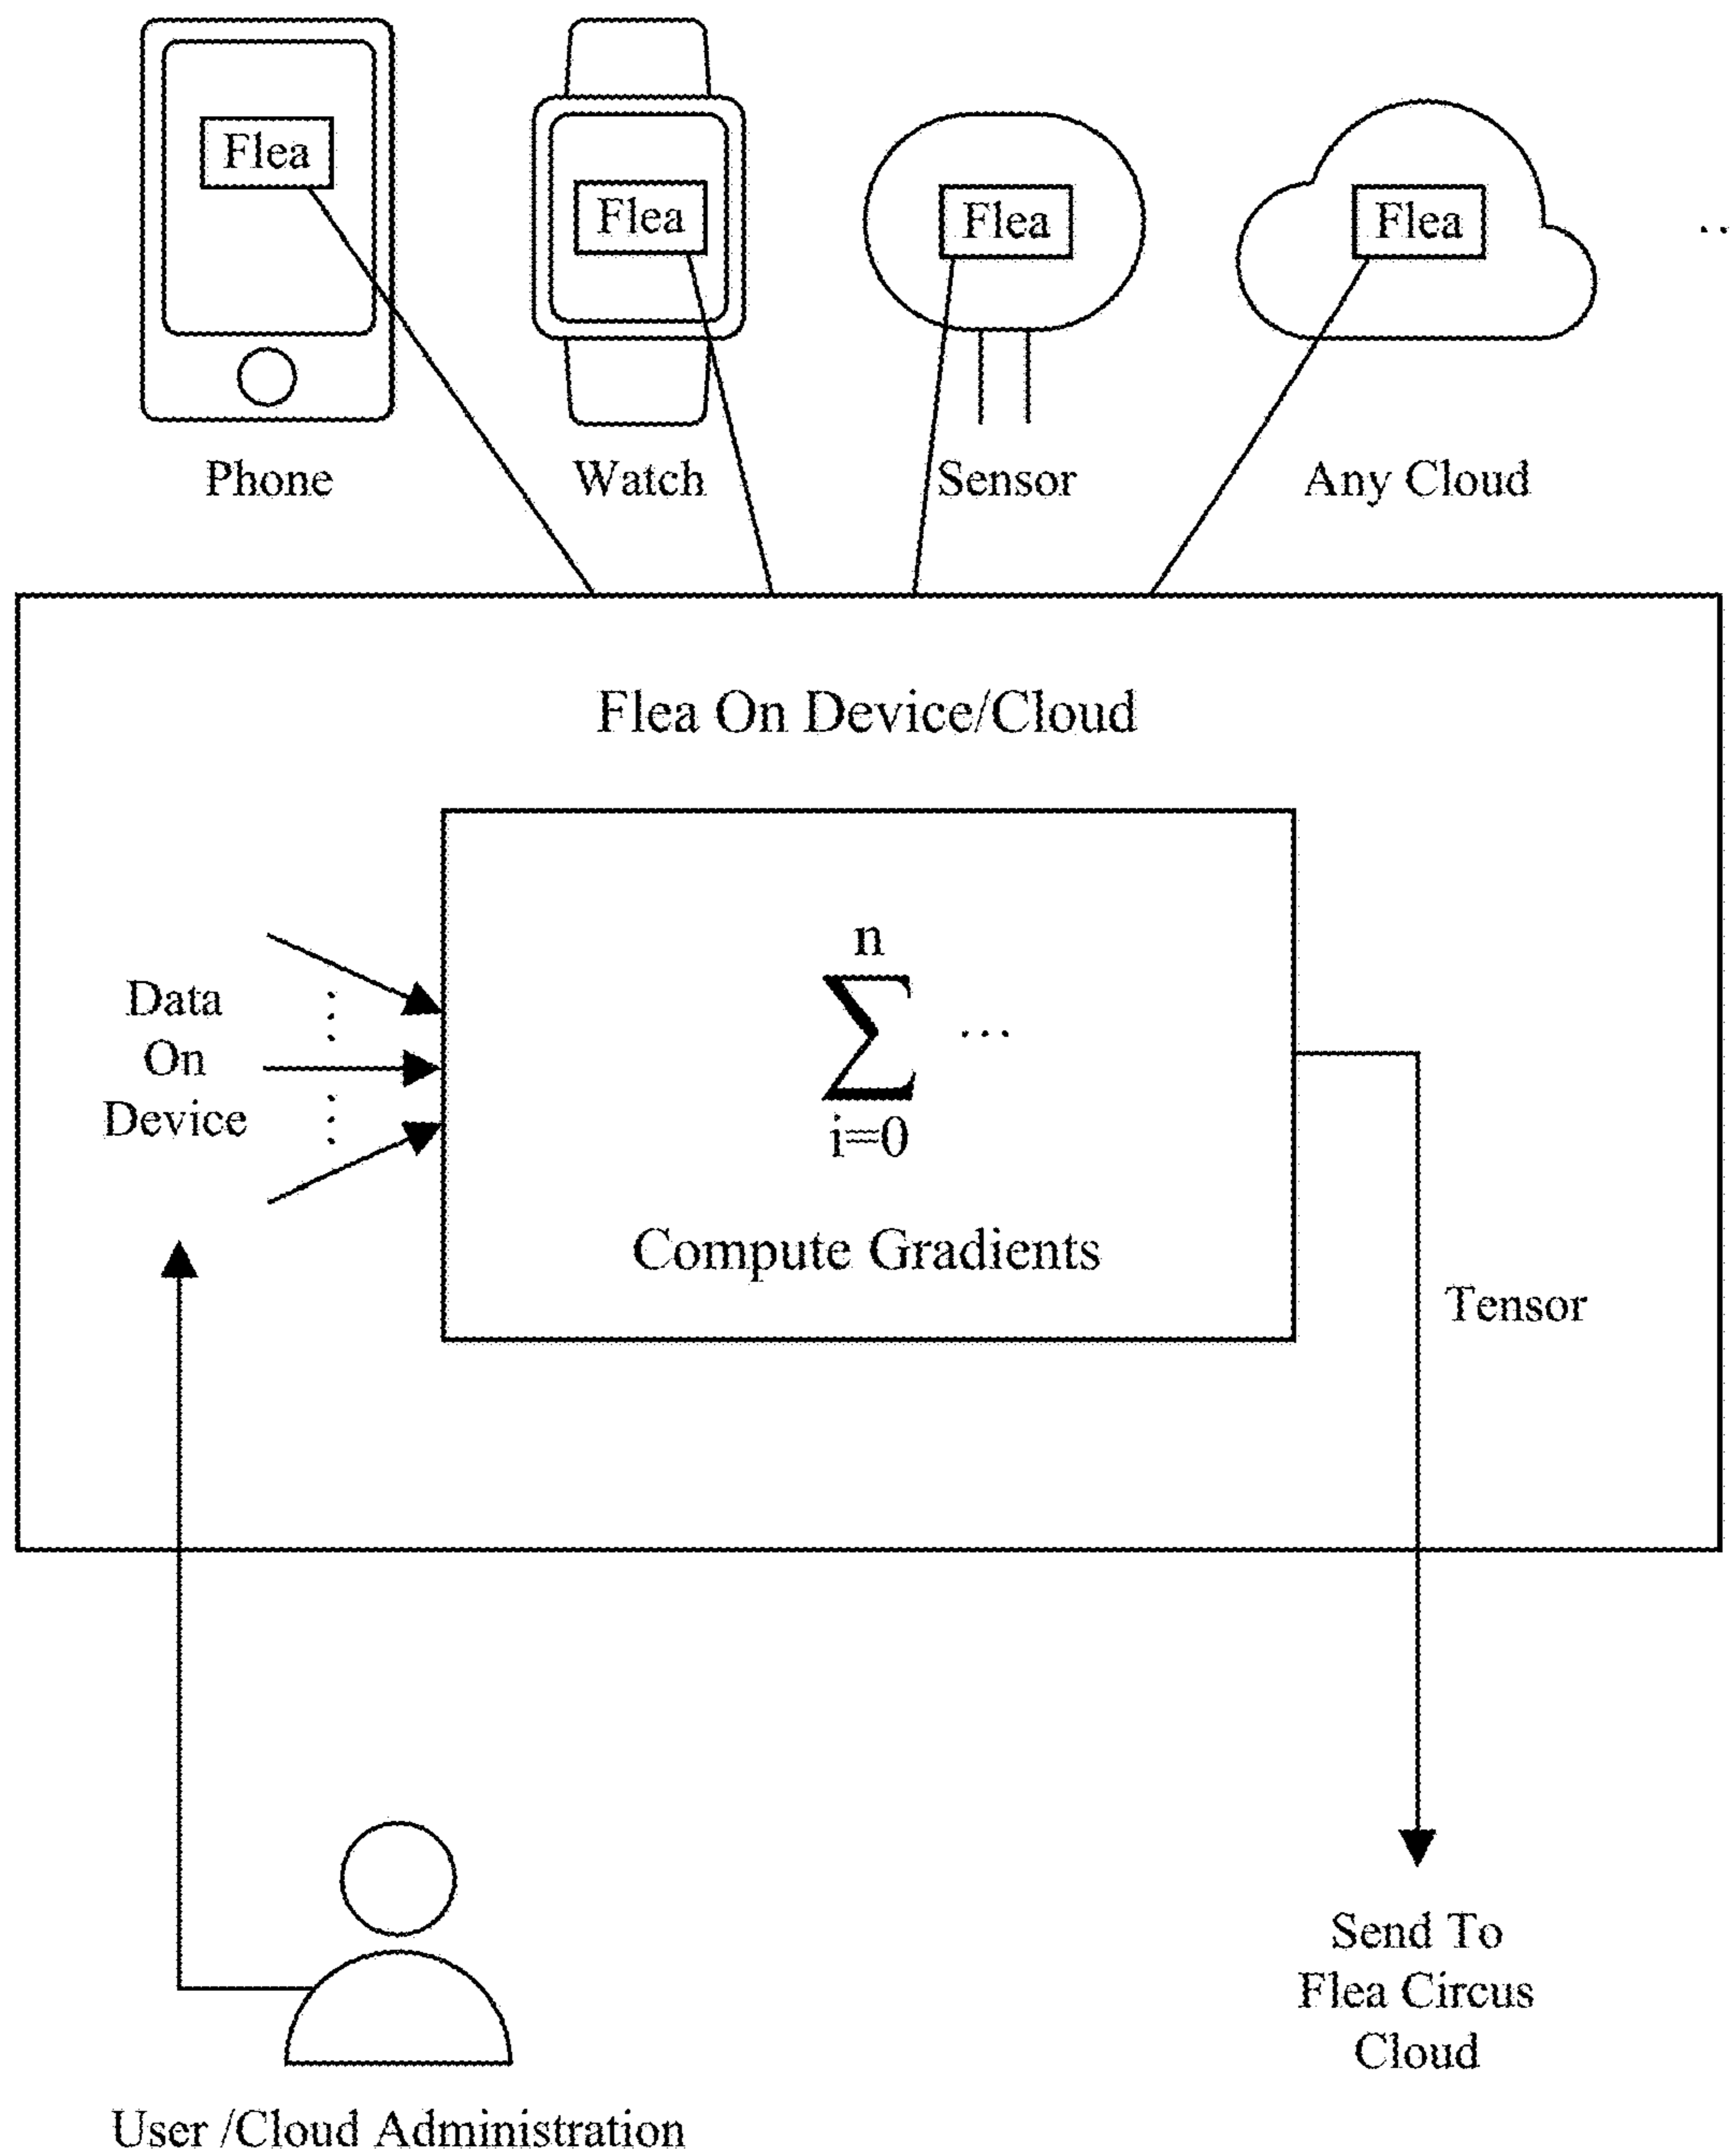 Flea
Flea
Flea
Flea
..
Phone
Watch
Sensor
Any Cloud
Flea On Device/Cloud
n
∑ ...
i=0
Data
On
Device
Compute Gradients
Tensor
Send To
Flea Circus
Cloud
User /Cloud Administration